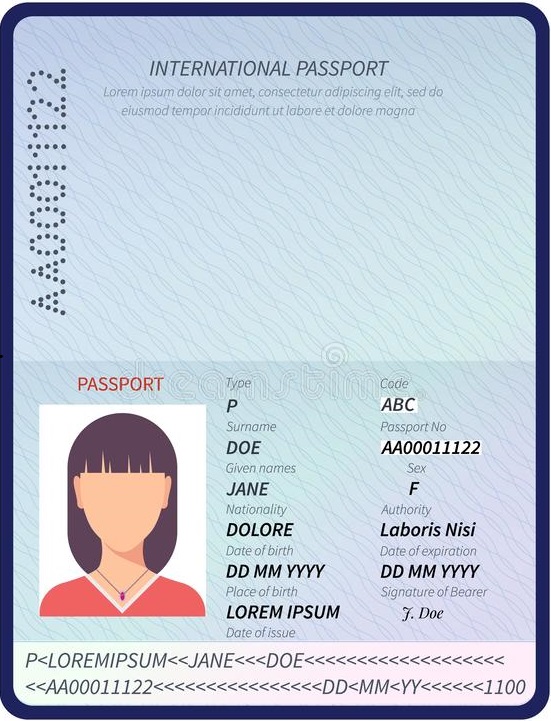 INTERNATIONAL PASSPORT
Lorem ipsum dolor sit amet, consectetur adipiscing elit, sed do
eiusmod tempor incididunt ut labore et dolore magna
AA00011122
dreamstime
PASSPORT
Type
Code
P
ABC
Surname
Passport No
DOE
AA00011122
Given names
Sex
JANE
F
Nationality
Authority
DOLORE
Laboris Nisi
Date of birth
Date of expiration
DD MM YYYY
DD MM YYYY
Place of birth
Signature of Bearer
LOREM IPSUM
J. Doe
Date of issue
P<LOREMIPSUM<<JANE<<<DOE<<<<<<<<<<<<<<<<<<<
<<AA00011122<<<<<<<<<<<<<<<<DD<MM<YY<<<<<<1100